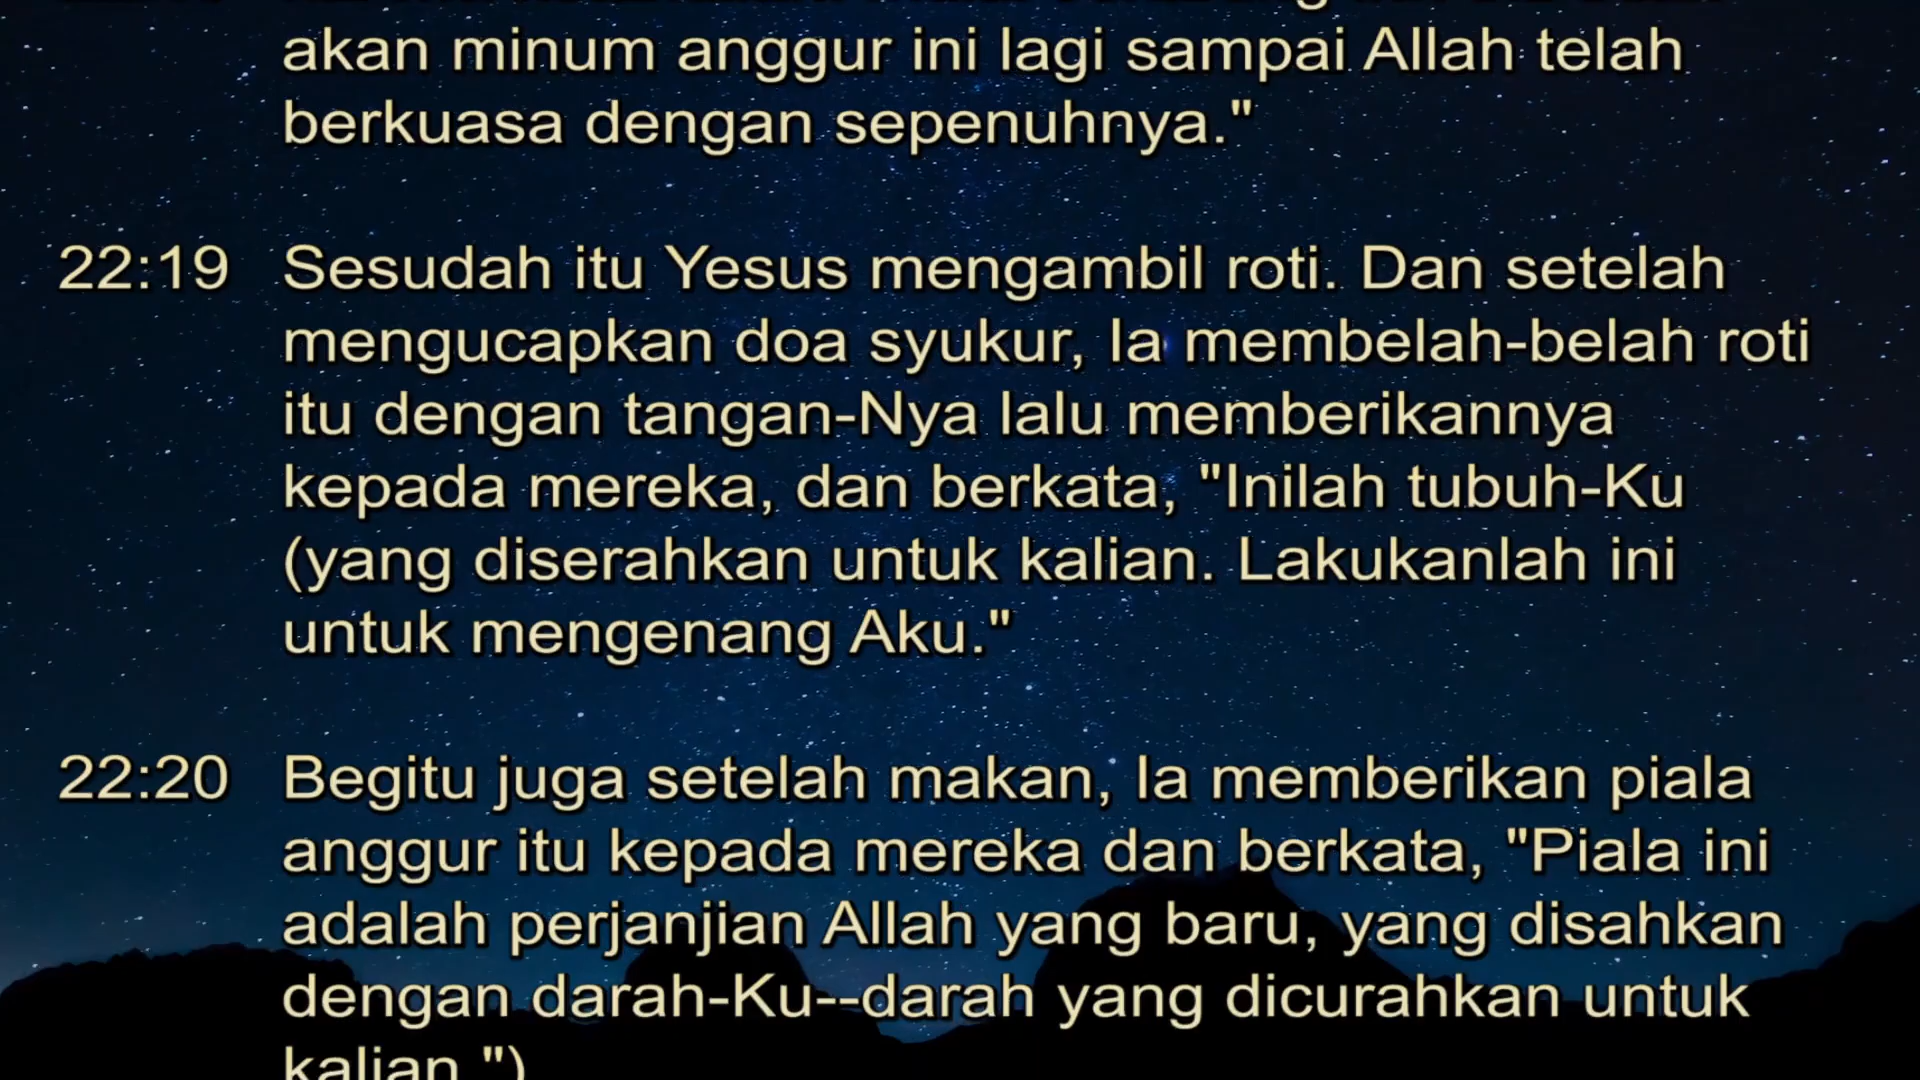 akan minum anggur ini lagi sampai Allah telah
berkuasa dengan sepenuhnya."
22:19 Sesudah itu Yesus mengambil roti. Dan setelah
mengucapkan doa syukur, Ia membelah-belah roti
itu dengan tangan-Nya lalu memberikannya
kepada mereka, dan berkata, "Inilah tubuh-Ku
(yang diserahkan untuk kalian. Lakukanlah ini
untuk mengenang Aku."
22:20 Begitu juga setelah makan, Ia memberikan piala
anggur itu kepada mereka dan berkata, "Piala ini
adalah perjanjian Allah yang baru, yang disahkan
dengan darah-Ku--darah yang dicurahkan untuk
kalian.")